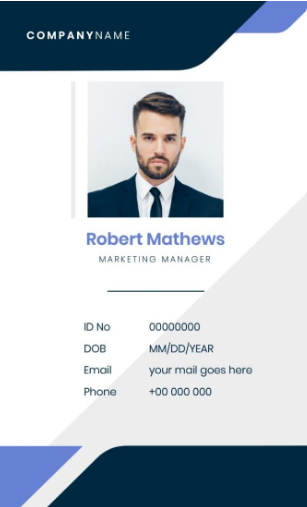 COMPANYNAME
Robert Mathews
MARKETING MANAGER
ID No 00000000
DOB MM/DD/YEAR
Email your mail goes here
Phone +00 000 000